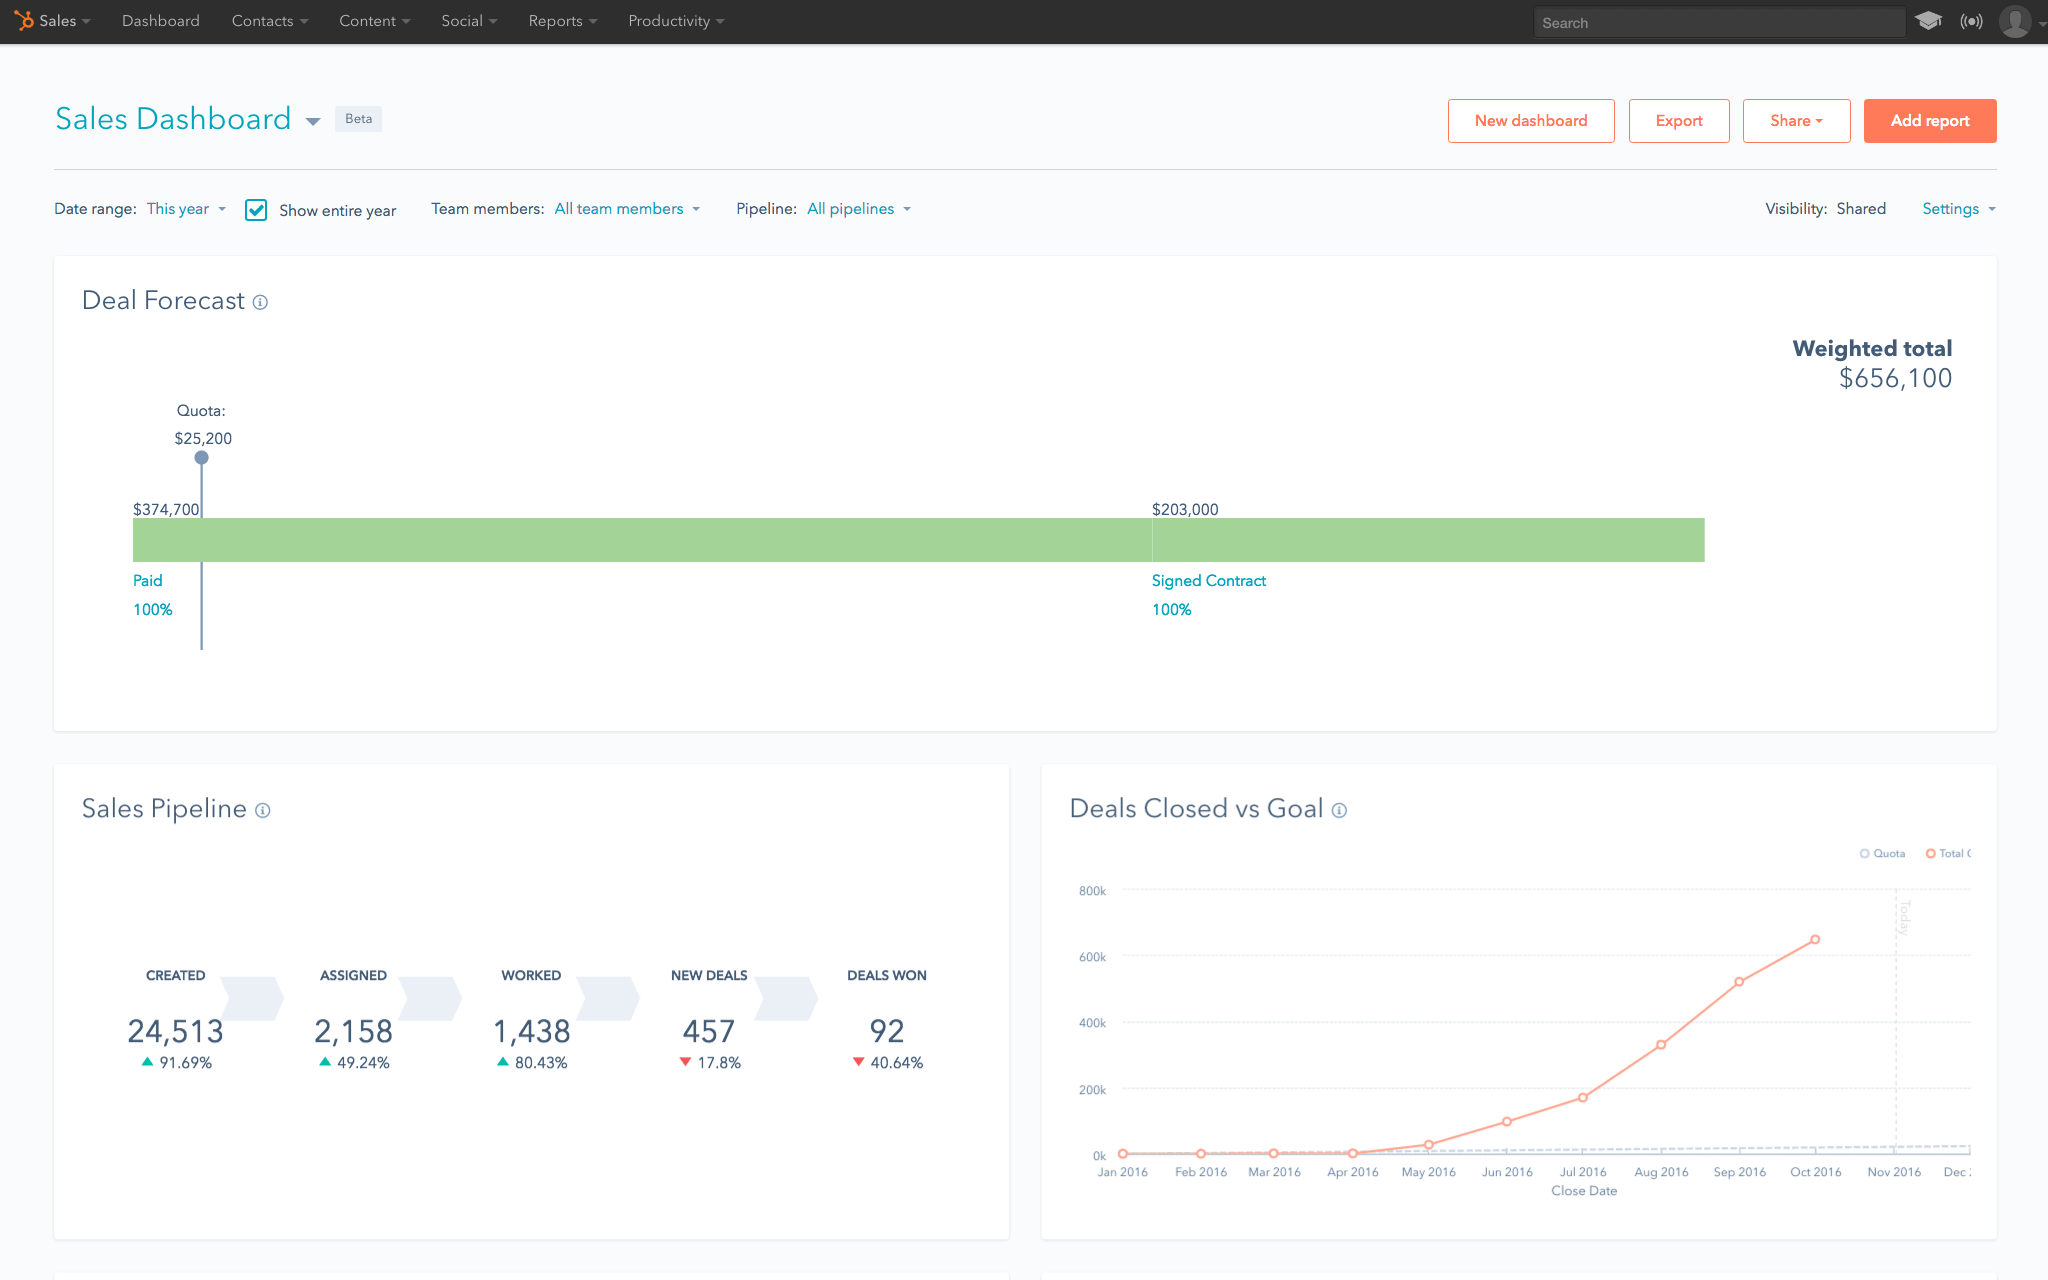 Sales Dashboard Contacts Content Social Reports Productivity Search
Sales Dashboard Beta New dashboard Export Share Add report
Date range: This year Show entire year Team members: All team members Pipeline: All pipelines Visibility: Shared Settings
Deal Forecast
Weighted total
$656,100
Quota:
$25,200
$374,700 $203,000
Paid Signed Contract
100% 100%
Sales Pipeline
CREATED ASSIGNED WORKED NEW DEALS DEALS WON
24,513 2,158 1,438 457 92
91.69% 49.24% 80.43% 17.8% 40.64%
Deals Closed vs Goal
Quota Total
800k
Today
600k
400k
200k
0k
Jan 2016 Feb 2016 Mar 2016 Apr 2016 May 2016 Jun 2016 Jul 2016 Aug 2016 Sep 2016 Oct 2016 Nov 2016 Dec
Close Date